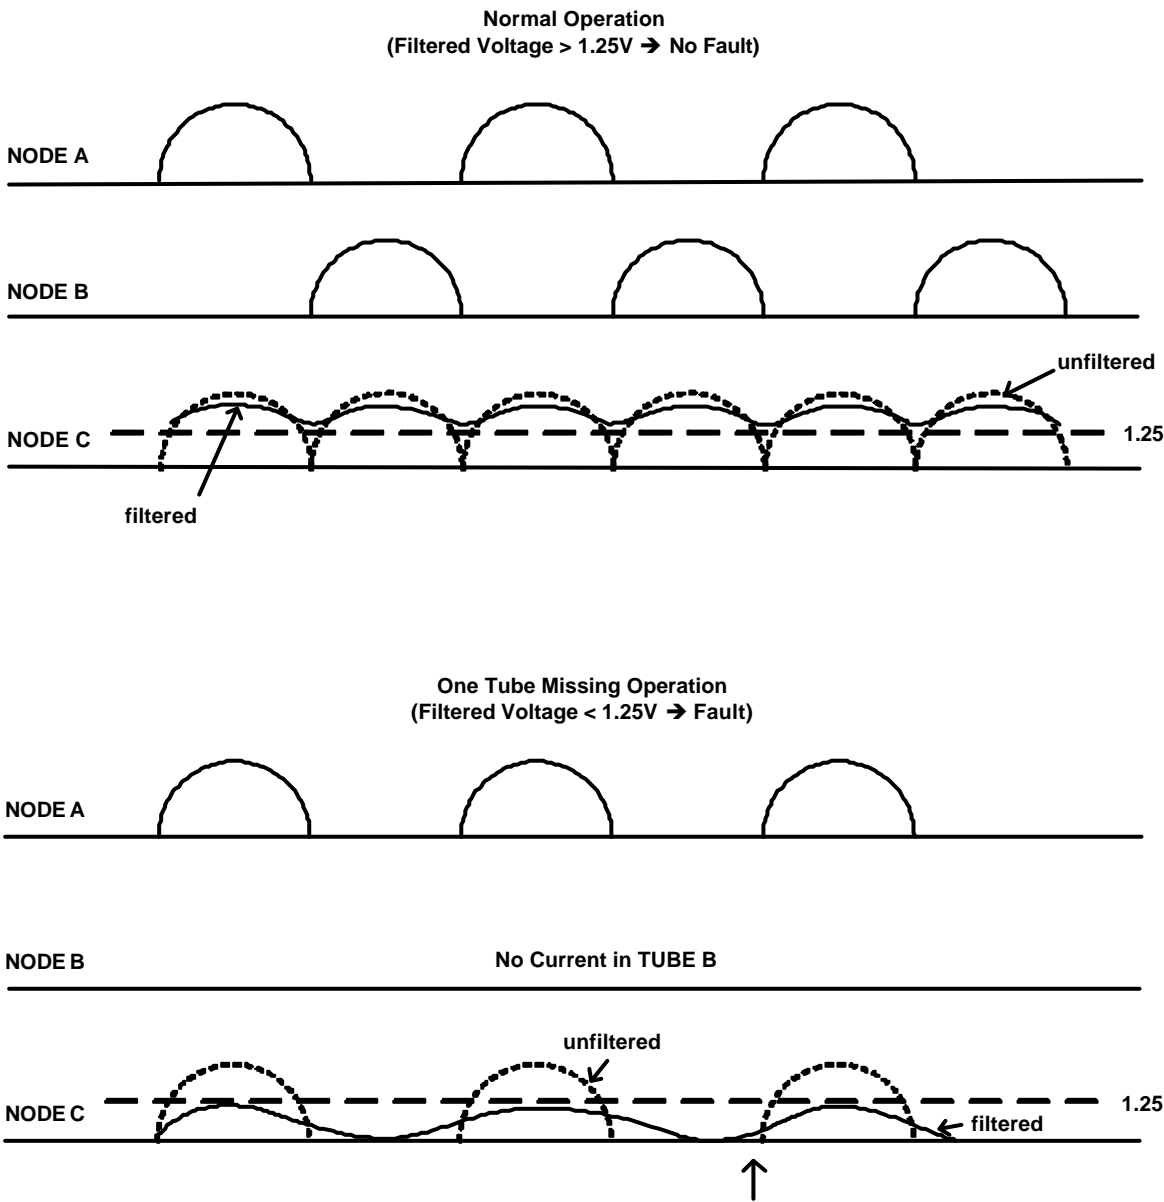 Normal Operation
(Filtered Voltage > 1.25V ➔ No Fault)
NODE A
NODE B
unfiltered
NODE C
1.25
filtered
One Tube Missing Operation
(Filtered Voltage < 1.25V ➔ Fault)
NODE A
NODE B
No Current in TUBE B
unfiltered
NODE C
1.25
filtered